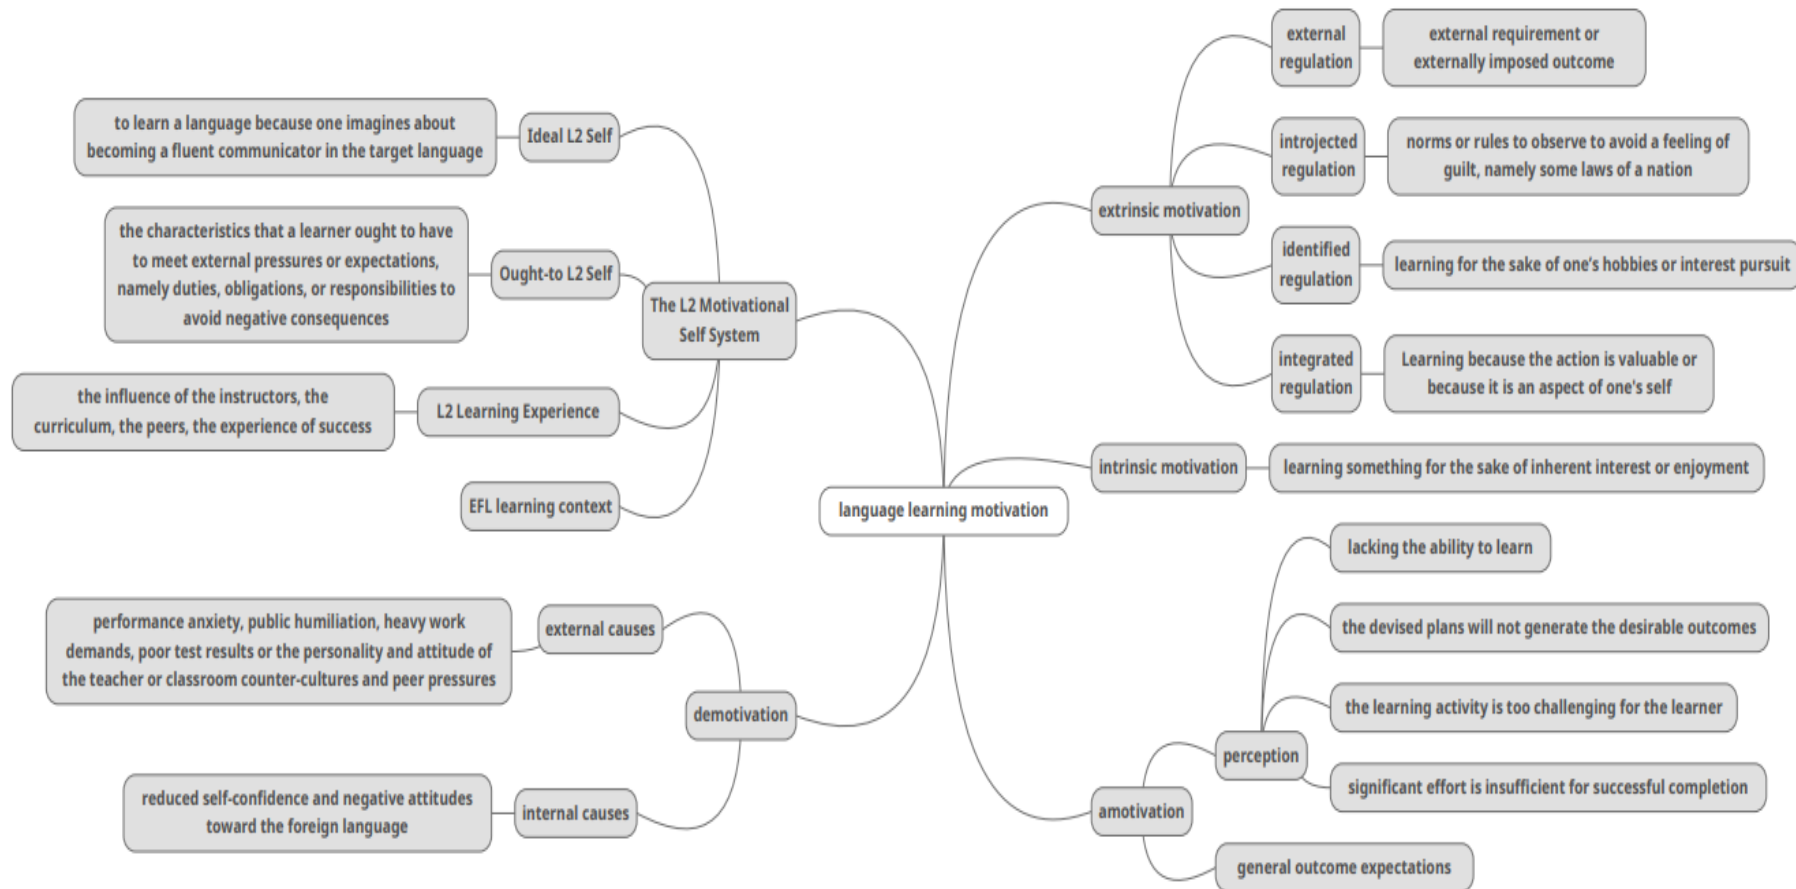 language learning motivation
The L2 Motivational
Self System
Ideal L2 Self
to learn a language because one imagines about
becoming a fluent communicator in the target language
Ought-to L2 Self
the characteristics that a learner ought to have
to meet external pressures or expectations,
namely duties, obligations, or responsibilities to
avoid negative consequences
L2 Learning Experience
the influence of the instructors, the
curriculum, the peers, the experience of success
EFL learning context
demotivation
external causes
performance anxiety, public humiliation, heavy work
demands, poor test results or the personality and attitude of
the teacher or classroom counter-cultures and peer pressures
internal causes
reduced self-confidence and negative attitudes
toward the foreign language
extrinsic motivation
external
regulation
external requirement or
externally imposed outcome
introjected
regulation
norms or rules to observe to avoid a feeling of
guilt, namely some laws of a nation
identified
regulation
learning for the sake of one's hobbies or interest pursuit
integrated
regulation
Learning because the action is valuable or
because it is an aspect of one's self
intrinsic motivation
learning something for the sake of inherent interest or enjoyment
amotivation
perception
lacking the ability to learn
the devised plans will not generate the desirable outcomes
the learning activity is too challenging for the learner
significant effort is insufficient for successful completion
general outcome expectations